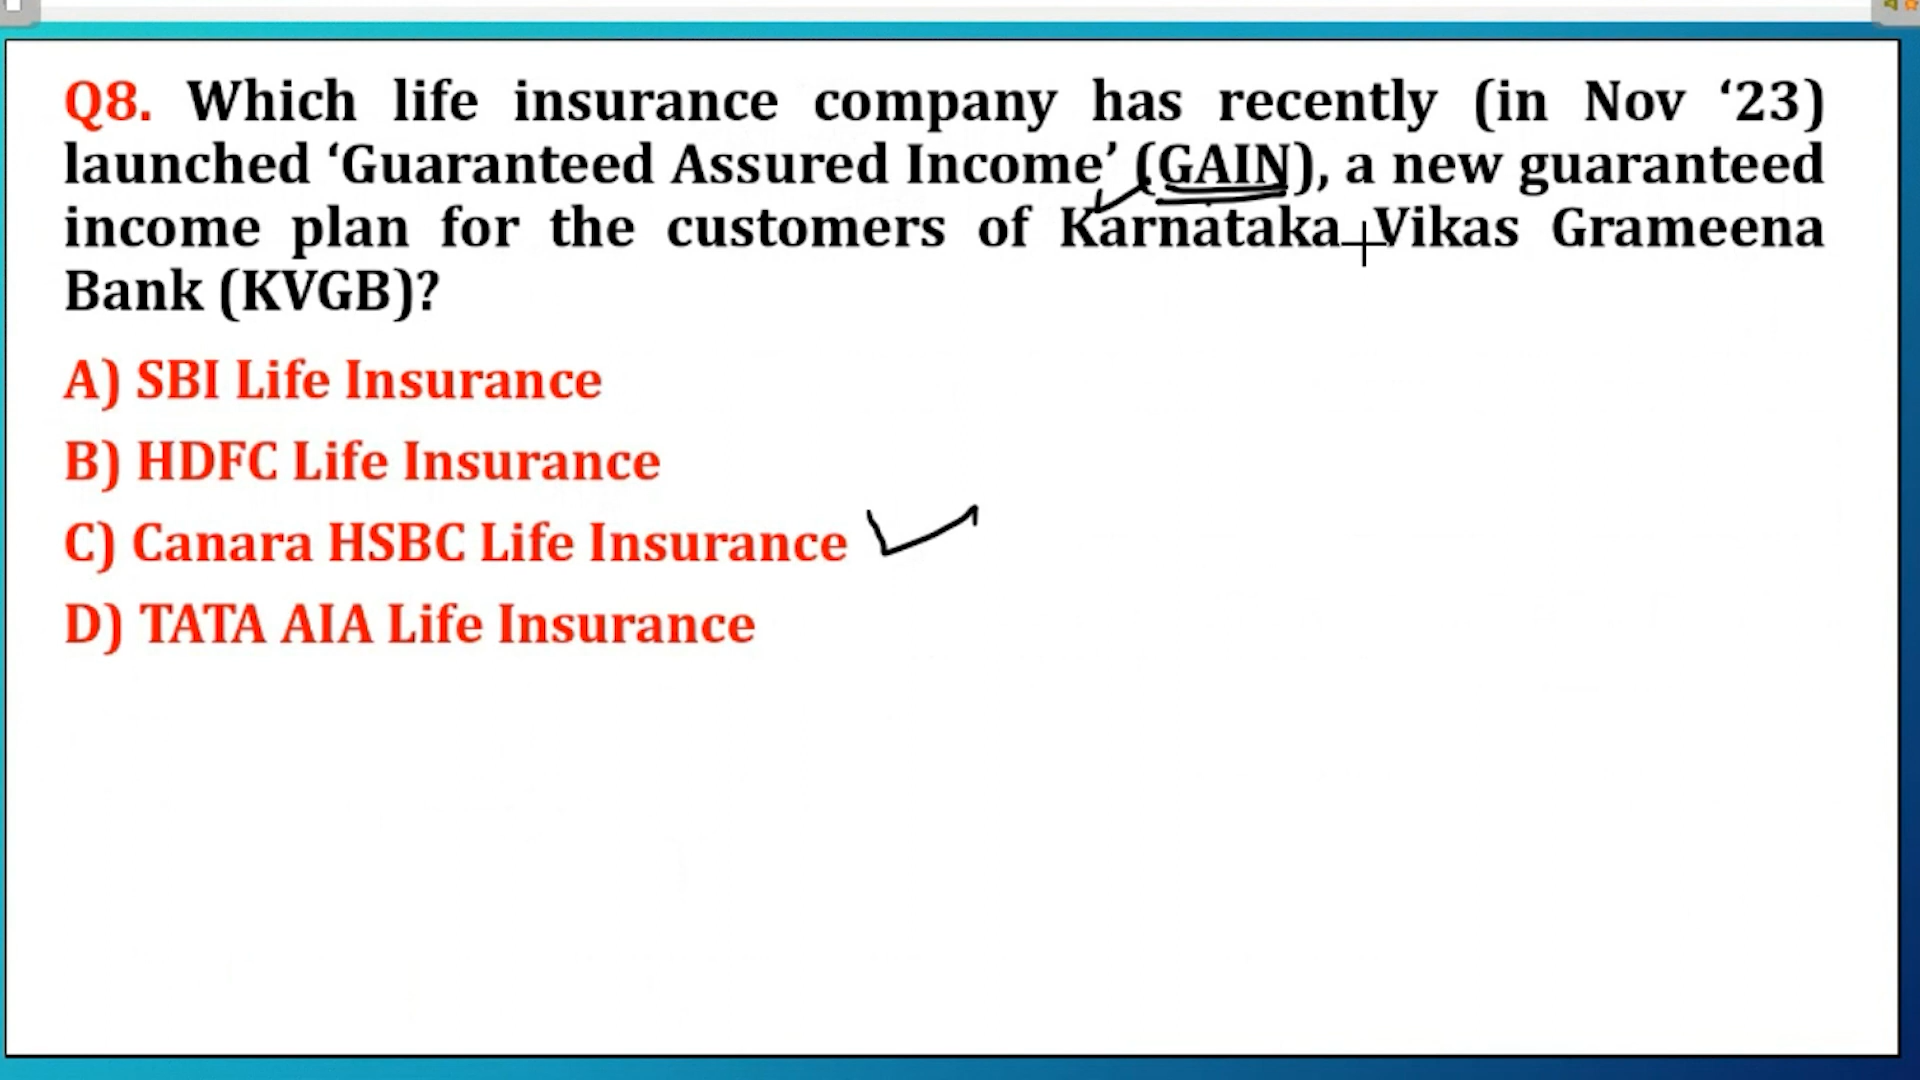 Q8. Which life insurance company has recently (in Nov ‘23)
launched ‘Guaranteed Assured Income’ (GAIN), a new guaranteed
income plan for the customers of Karnataka Vikas Grameena
Bank (KVGB)?
A) SBI Life Insurance
B) HDFC Life Insurance
C) Canara HSBC Life Insurance
D) TATA AIA Life Insurance